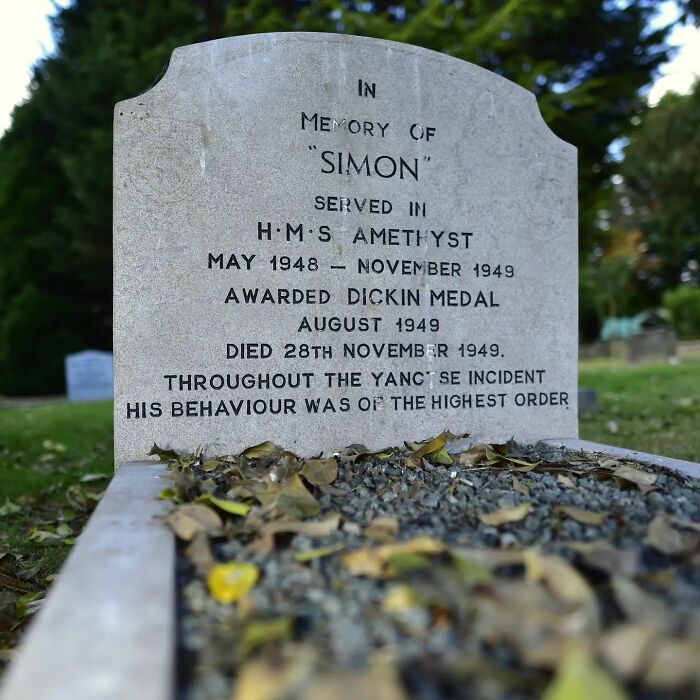 IN
MEMORY OF
"SIMON"
SERVED IN
H·M·S AMETHYST
MAY 1948 – NOVEMBER 1949
AWARDED DICKIN MEDAL
AUGUST 1949
DIED 28TH NOVEMBER 1949.
THROUGHOUT THE YANGTSE INCIDENT
HIS BEHAVIOUR WAS OF THE HIGHEST ORDER